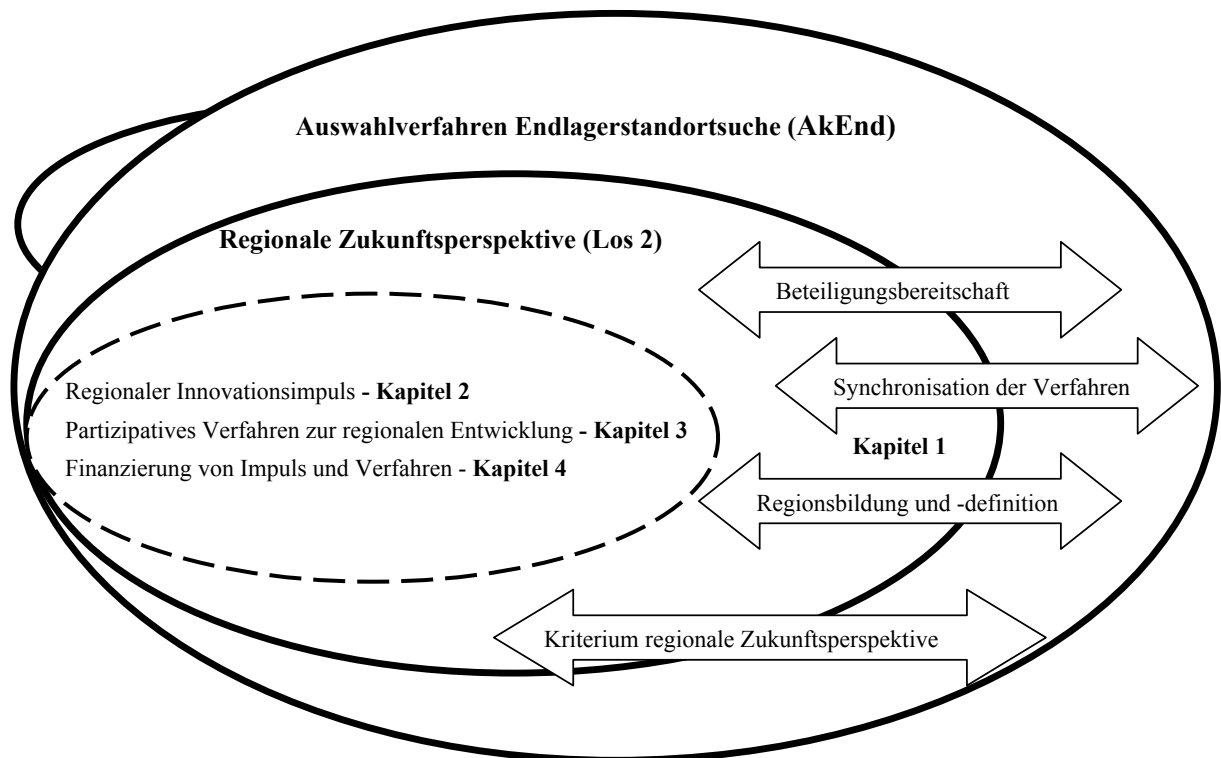 Auswahlverfahren Endlagerstandortsuche (AkEnd)
Regionale Zukunftsperspektive (Los 2)
Beteiligungsbereitschaft
Synchronisation der Verfahren
Regionaler Innovationsimpuls - Kapitel 2
Partizipatives Verfahren zur regionalen Entwicklung - Kapitel 3
Finanzierung von Impuls und Verfahren - Kapitel 4
Kapitel 1
Regionsbildung und -definition
Kriterium regionale Zukunftsperspektive